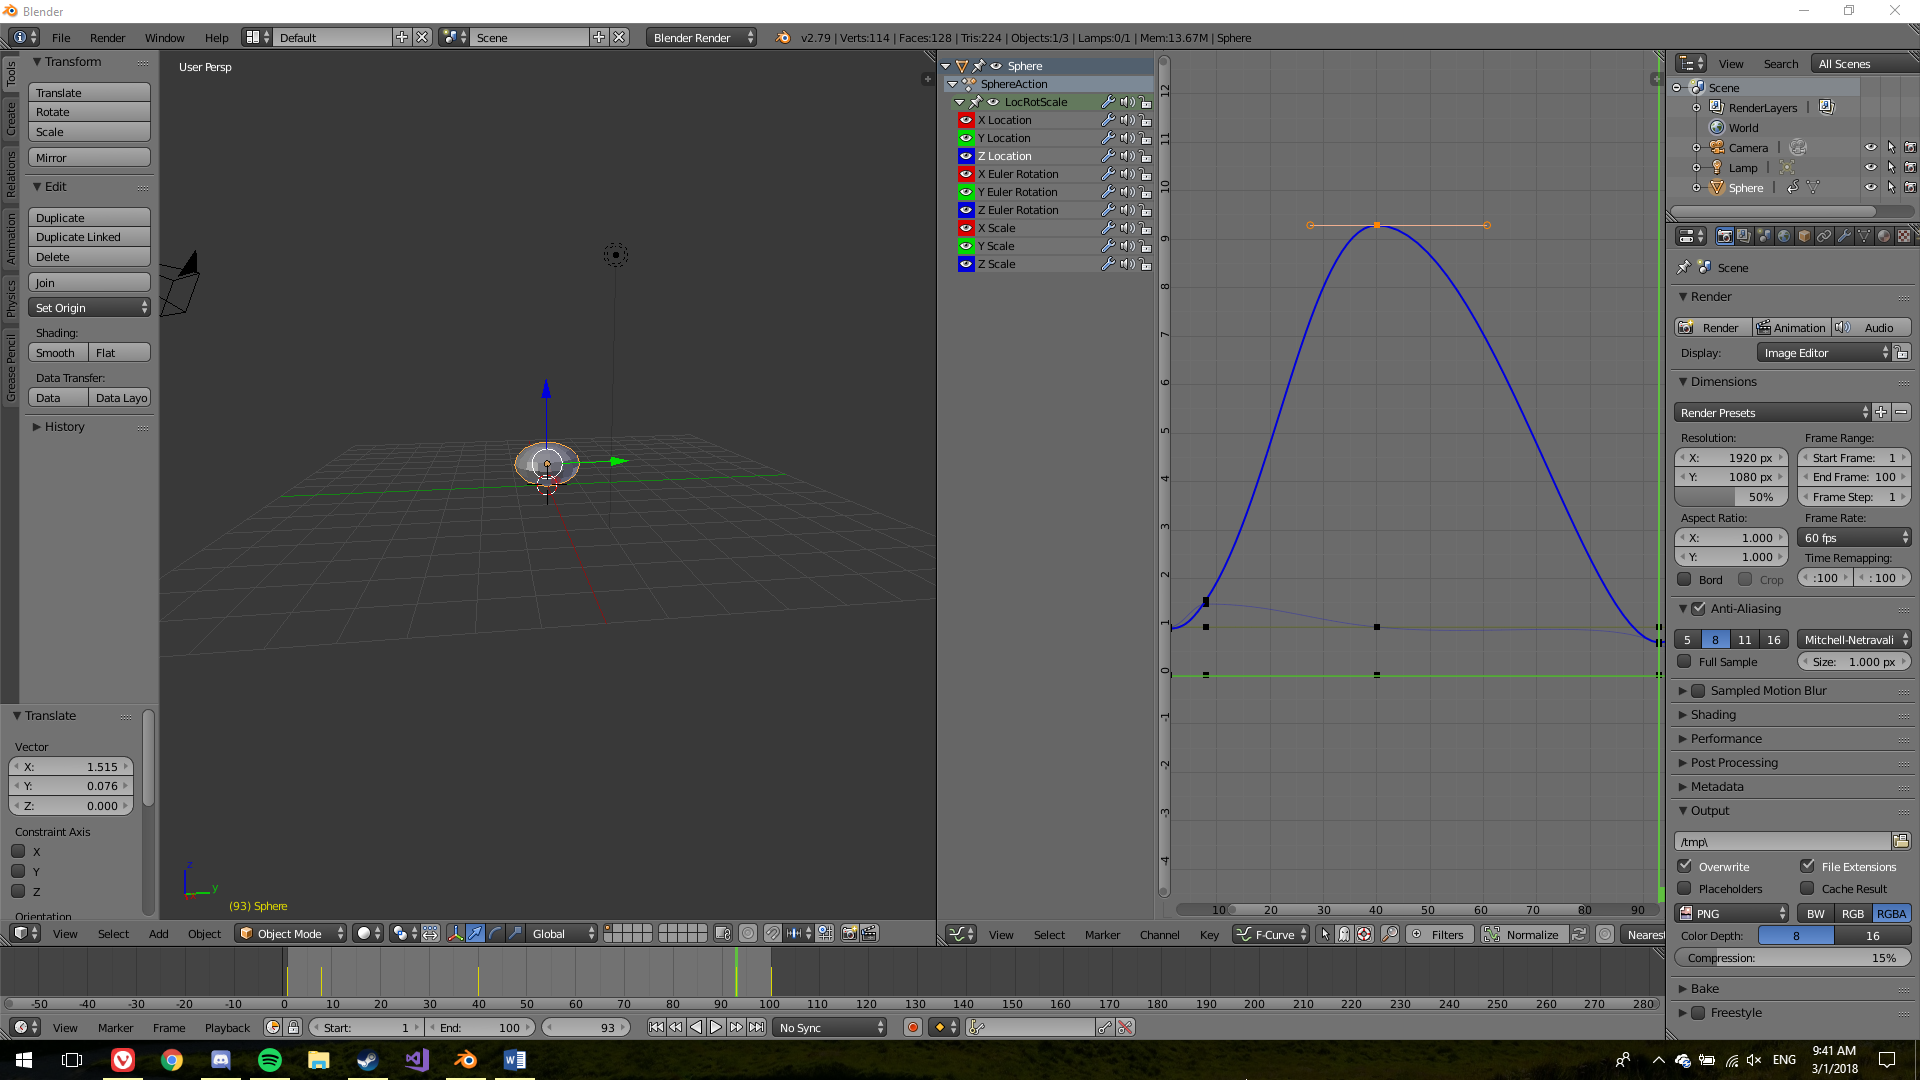 Blender
File Render Window Help Default Scene Blender Render v2.79 | Verts:114 | Faces:128 | Tris:224 | Objects:1/3 | Lamps:0/1 | Mem:13.67M | Sphere
Tools
Create
Relations
Animation
Physics
Grease Pencil
Transform
Translate
Rotate
Scale
Mirror
Edit
Duplicate
Duplicate Linked
Delete
Join
Set Origin
Shading:
Smooth Flat
Data Transfer:
Data Data Layo
History
Translate
Vector
X: 1.515
Y: 0.076
Z: 0.000
Constraint Axis
X
Y
Z
Orientation
User Persp
z
y
(93) Sphere
View Select Add Object Object Mode Global
Sphere
SphereAction
LocRotScale
X Location
Y Location
Z Location
X Euler Rotation
Y Euler Rotation
Z Euler Rotation
X Scale
Y Scale
Z Scale
12
11
10
9
8
7
6
5
4
3
2
1
0
-1
-2
-3
-4
10 20 30 40 50 60 70 80 90
View Select Marker Channel Key F-Curve Filters Normalize Nearest
View Search All Scenes
Scene
RenderLayers
World
Camera
Lamp
Sphere
Scene
Render
Render Animation Audio
Display: Image Editor
Dimensions
Render Presets
Resolution: Frame Range:
X: 1920 px Start Frame: 1
Y: 1080 px End Frame: 100
50% Frame Step: 1
Aspect Ratio: Frame Rate:
X: 1.000 60 fps
Y: 1.000 Time Remapping:
Bord Crop :100 : 100
Anti-Aliasing
5 8 11 16 Mitchell-Netravali
Full Sample Size: 1.000 px
Sampled Motion Blur
Shading
Performance
Post Processing
Metadata
Output
/tmp\
Overwrite File Extensions
Placeholders Cache Result
PNG BW RGB RGBA
Color Depth: 8 16
Compression: 15%
Bake
Freestyle
-50 -40 -30 -20 -10 0 10 20 30 40 50 60 70 80 90 100 110 120 130 140 150 160 170 180 190 200 210 220 230 240 250 260 270 280
View Marker Frame Playback Start: 1 End: 100 93 No Sync
ENG 9:41 AM
3/1/2018